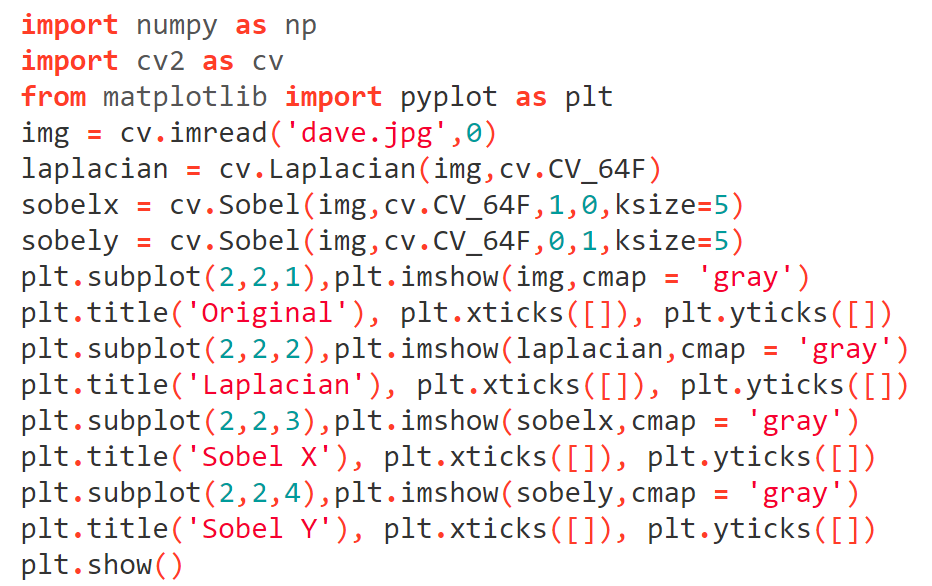 import numpy as np
import cv2 as cv
from matplotlib import pyplot as plt
img = cv.imread('dave.jpg',0)
laplacian = cv.Laplacian(img,cv.CV_64F)
sobelx = cv.Sobel(img,cv.CV_64F,1,0,ksize=5)
sobely = cv.Sobel(img,cv.CV_64F,0,1,ksize=5)
plt.subplot(2,2,1),plt.imshow(img,cmap = 'gray')
plt.title('Original'), plt.xticks([]), plt.yticks([])
plt.subplot(2,2,2),plt.imshow(laplacian,cmap = 'gray')
plt.title('Laplacian'), plt.xticks([]), plt.yticks([])
plt.subplot(2,2,3),plt.imshow(sobelx,cmap = 'gray')
plt.title('Sobel X'), plt.xticks([]), plt.yticks([])
plt.subplot(2,2,4),plt.imshow(sobely,cmap = 'gray')
plt.title('Sobel Y'), plt.xticks([]), plt.yticks([])
plt.show()